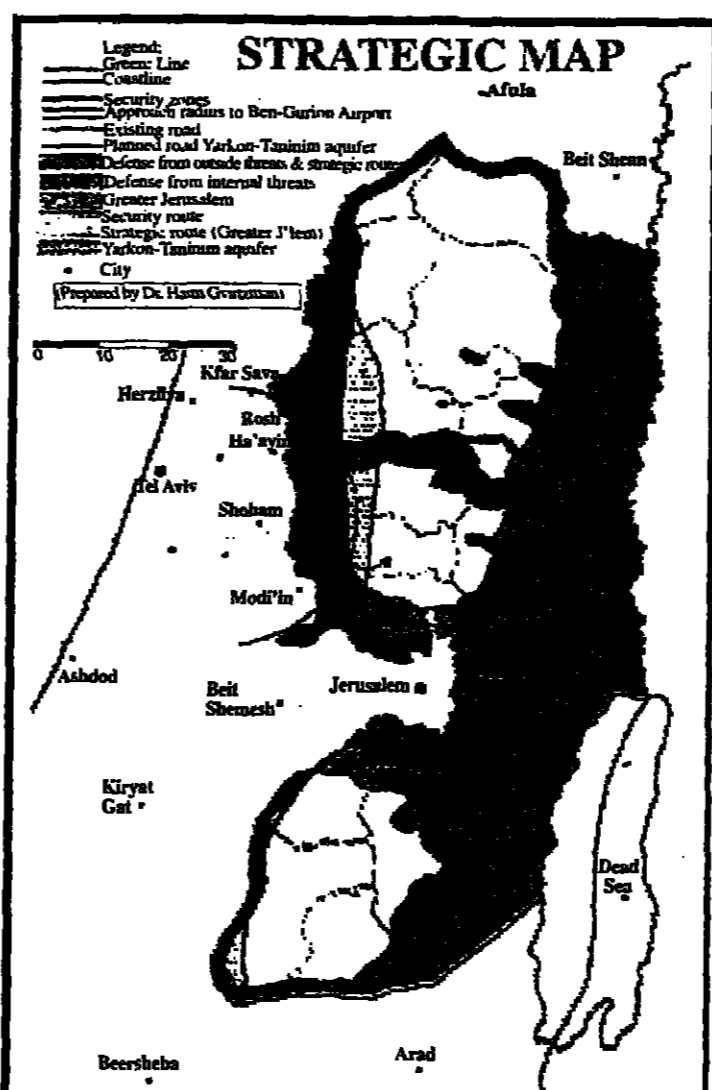 STRATEGIC MAP
Legend:
Green: Line
Coastline
Security zones
Approach radius to Ben-Gurion Airport
Existing road
Planned road Yarkon-Taninim aquifer
Defense from outside threats & strategic routes
Defense from internal threats
Greater Jerusalem
Security route
Strategic route (Greater J'lem)
Yarkon-Taninim aquifer
City
(Prepared by Dr. Haim Gvirtzman)
0 10 20 30
Afula
Beit Shean
Kfar Sava
Herzliya
Rosh
Ha'ayin
Tel Aviv
Shoham
Modi'in
Ashdod
Beit
Shemesh
Jerusalem
Kiryat
Gat
Dead
Sea
Beersheba
Arad